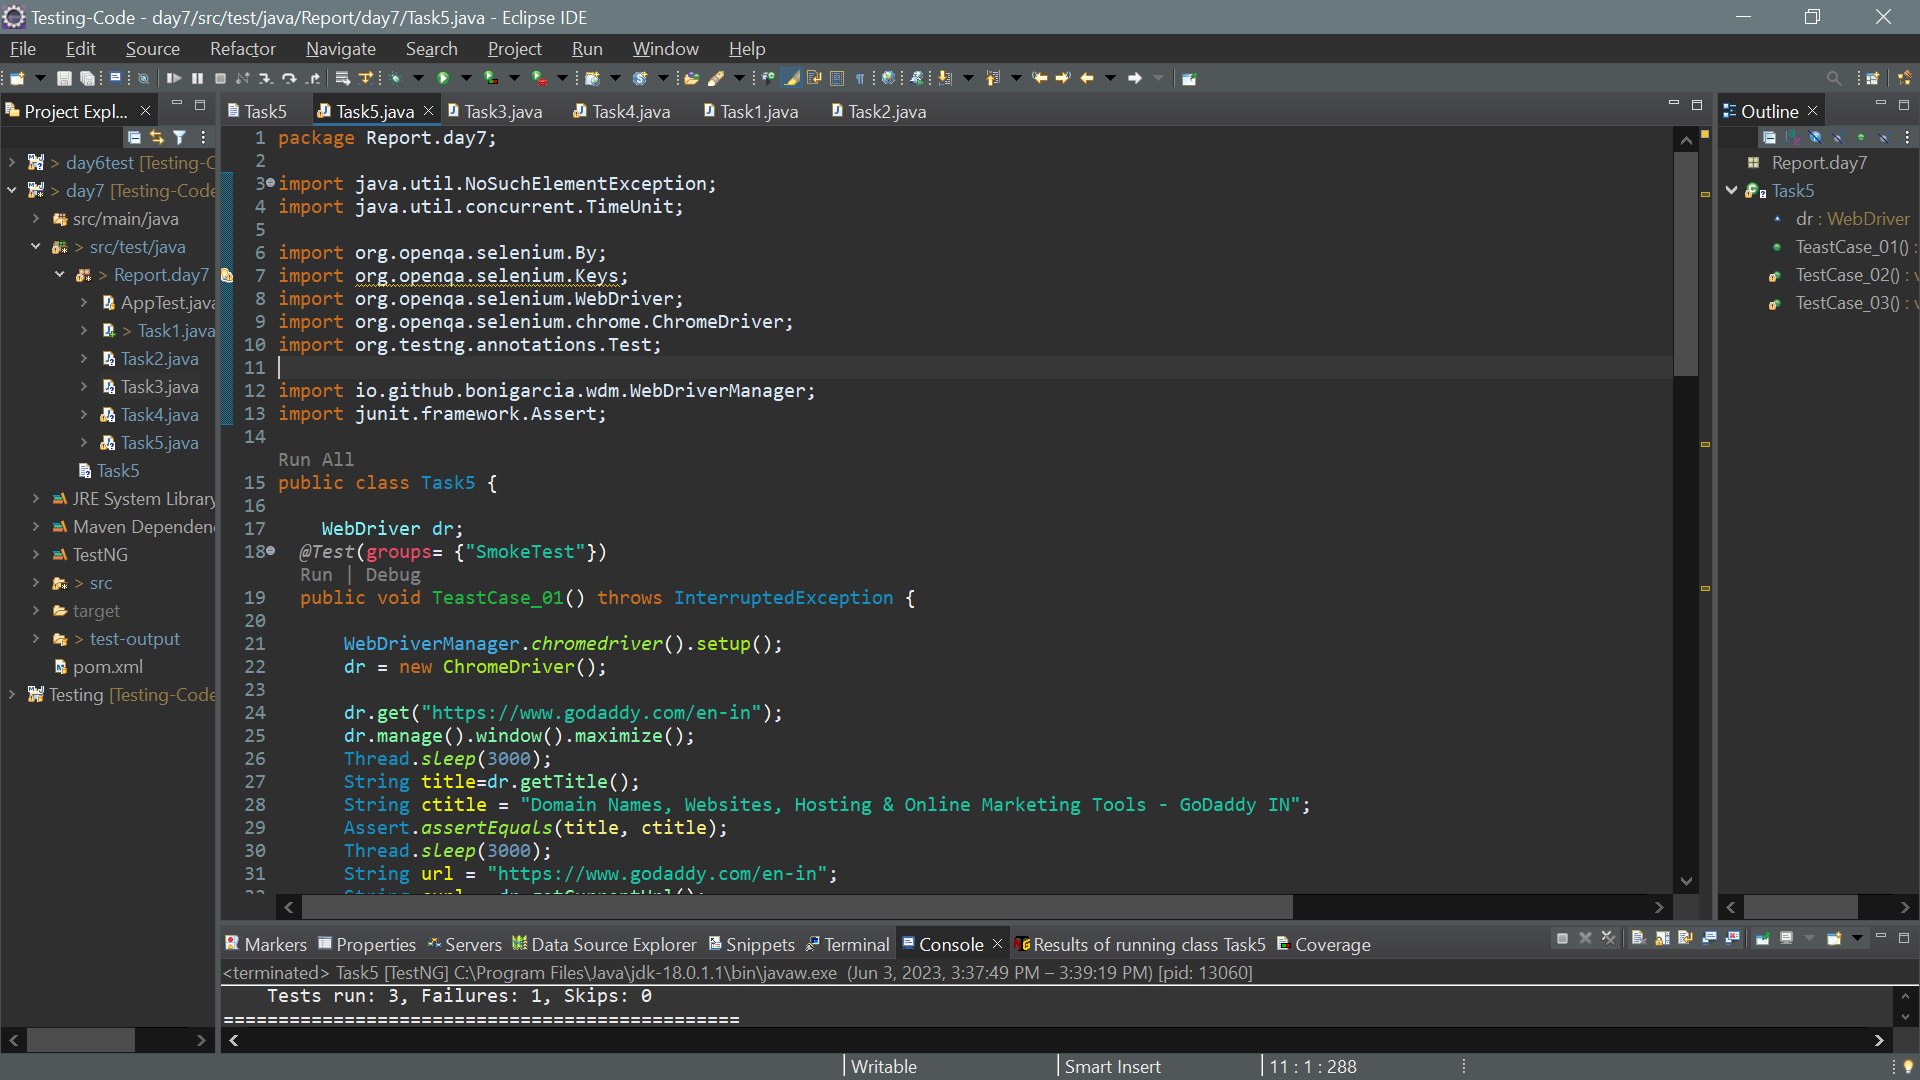 Testing-Code - day7/src/test/java/Report/day7/Task5.java - Eclipse IDE
File Edit Source Refactor Navigate Search Project Run Window Help
Project Expl...
Task5 Task5.java Task3.java Task4.java Task1.java Task2.java
Outline
> day6test [Testing-C
> day7 [Testing-Code
src/main/java
> src/test/java
> Report.day7
AppTest.java
> Task1.java
Task2.java
Task3.java
Task4.java
Task5.java
Task5
JRE System Library
Maven Dependen
TestNG
> src
target
> test-output
pom.xml
Testing [Testing-Code
1 package Report.day7;
2
3 import java.util.NoSuchElementException;
4 import java.util.concurrent.TimeUnit;
5
6 import org.openqa.selenium.By;
7 import org.openqa.selenium.Keys;
8 import org.openqa.selenium.WebDriver;
9 import org.openqa.selenium.chrome.ChromeDriver;
10 import org.testng.annotations.Test;
11
12 import io.github.bonigarcia.wdm.WebDriverManager;
13 import junit.framework.Assert;
14
Run All
15 public class Task5 {
16
17 WebDriver dr;
18 @Test(groups= {"SmokeTest"})
Run | Debug
19 public void TeastCase_01() throws InterruptedException {
20
21 WebDriverManager.chromedriver().setup();
22 dr = new ChromeDriver();
23
24 dr.get("https://www.godaddy.com/en-in");
25 dr.manage().window().maximize();
26 Thread.sleep(3000);
27 String title=dr.getTitle();
28 String ctitle = "Domain Names, Websites, Hosting & Online Marketing Tools - GoDaddy IN";
29 Assert.assertEquals(title, ctitle);
30 Thread.sleep(3000);
31 String url = "https://www.godaddy.com/en-in";
Report.day7
Task5
dr : WebDriver
TeastCase_01() :
TestCase_02() : v
TestCase_03() : v
Markers Properties Servers Data Source Explorer Snippets Terminal Console Results of running class Task5 Coverage
<terminated> Task5 [TestNG] C:\Program Files\Java\jdk-18.0.1.1\bin\javaw.exe (Jun 3, 2023, 3:37:49 PM – 3:39:19 PM) [pid: 13060]
Tests run: 3, Failures: 1, Skips: 0
===============================================
Writable Smart Insert 11 : 1 : 288